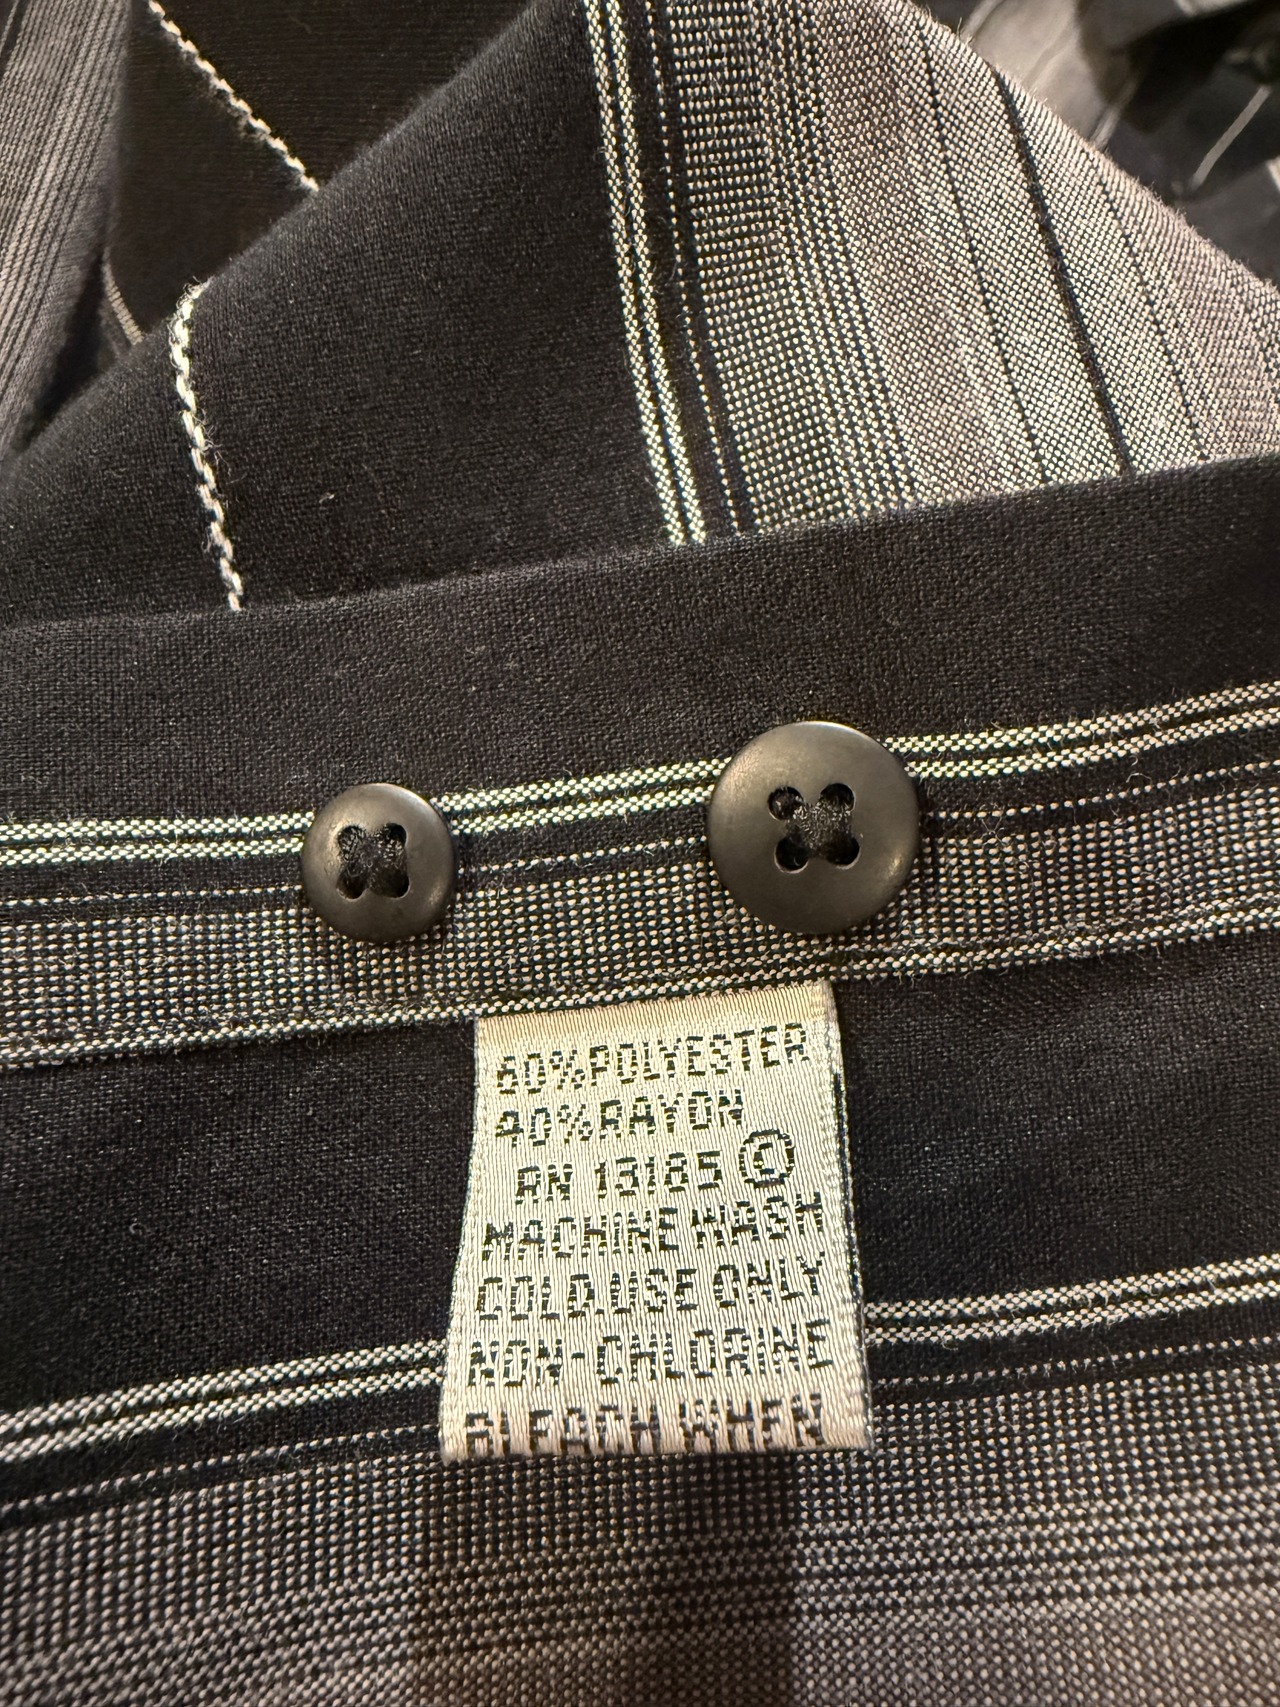 60%POLYESTER
40%RAYON
RN 13185 ©
MACHINE WASH
COLD.USE ONLY
NON-CHLORINE
BLEACH WHEN